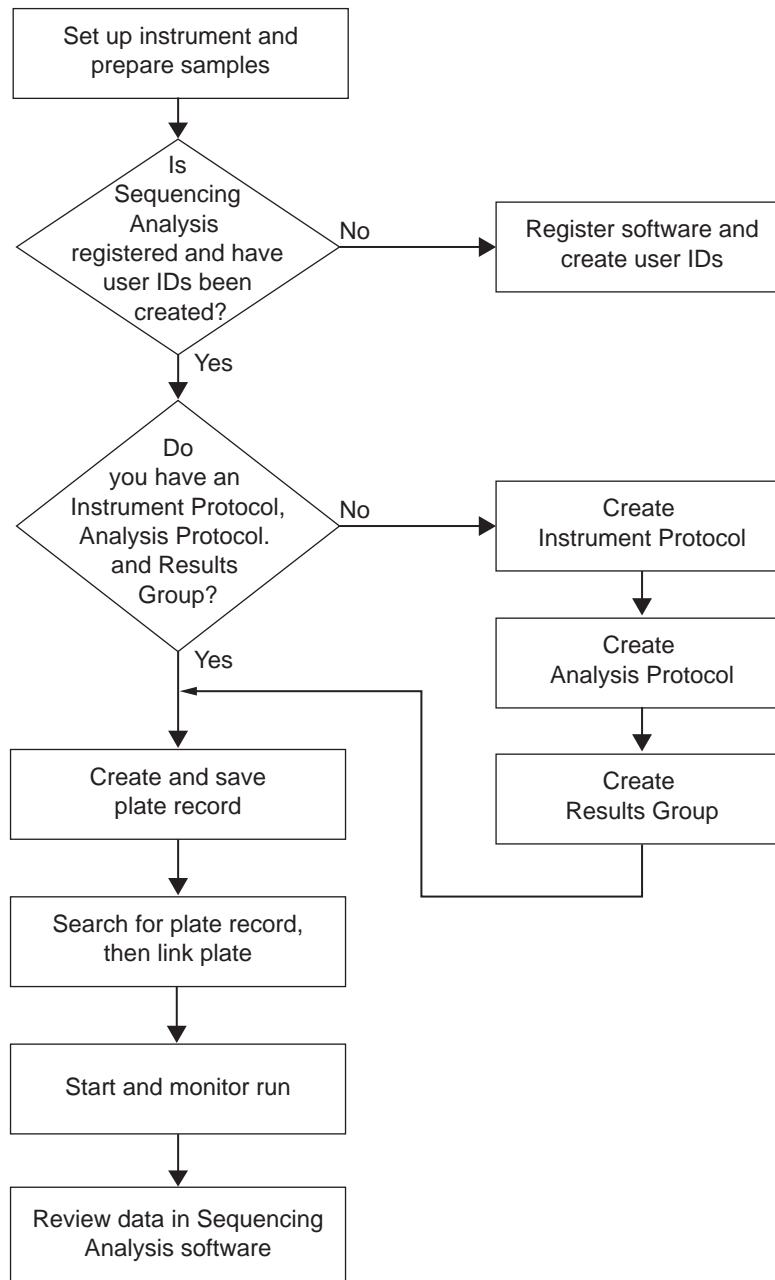 Set up instrument and
prepare samples
Is
Sequencing
Analysis
registered and have
user IDs been
created?
No
Register software and
create user IDs
Yes
Do
you have an
Instrument Protocol,
Analysis Protocol.
and Results
Group?
No
Create
Instrument Protocol
Create
Analysis Protocol
Create
Results Group
Yes
Create and save
plate record
Search for plate record,
then link plate
Start and monitor run
Review data in Sequencing
Analysis software